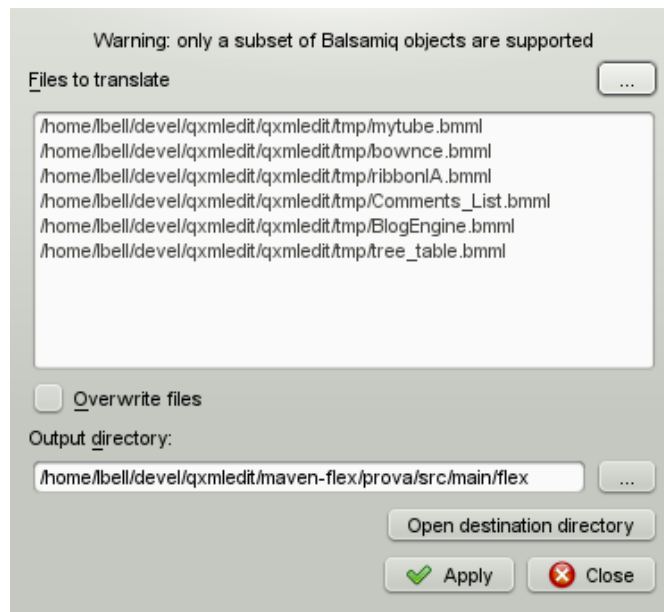 Warning: only a subset of Balsamiq objects are supported
Files to translate
...
/home/lbell/devel/qxmledit/qxmledit/tmp/mytube.bmml
/home/lbell/devel/qxmledit/qxmledit/tmp/bownce.bmml
/home/lbell/devel/qxmledit/qxmledit/tmp/ribbonIA.bmml
/home/lbell/devel/qxmledit/qxmledit/tmp/Comments_List.bmml
/home/lbell/devel/qxmledit/qxmledit/tmp/BlogEngine.bmml
/home/lbell/devel/qxmledit/qxmledit/tmp/tree_table.bmml
Overwrite files
Output directory:
/home/lbell/devel/qxmledit/maven-flex/prova/src/main/flex
...
Open destination directory
Apply
Close